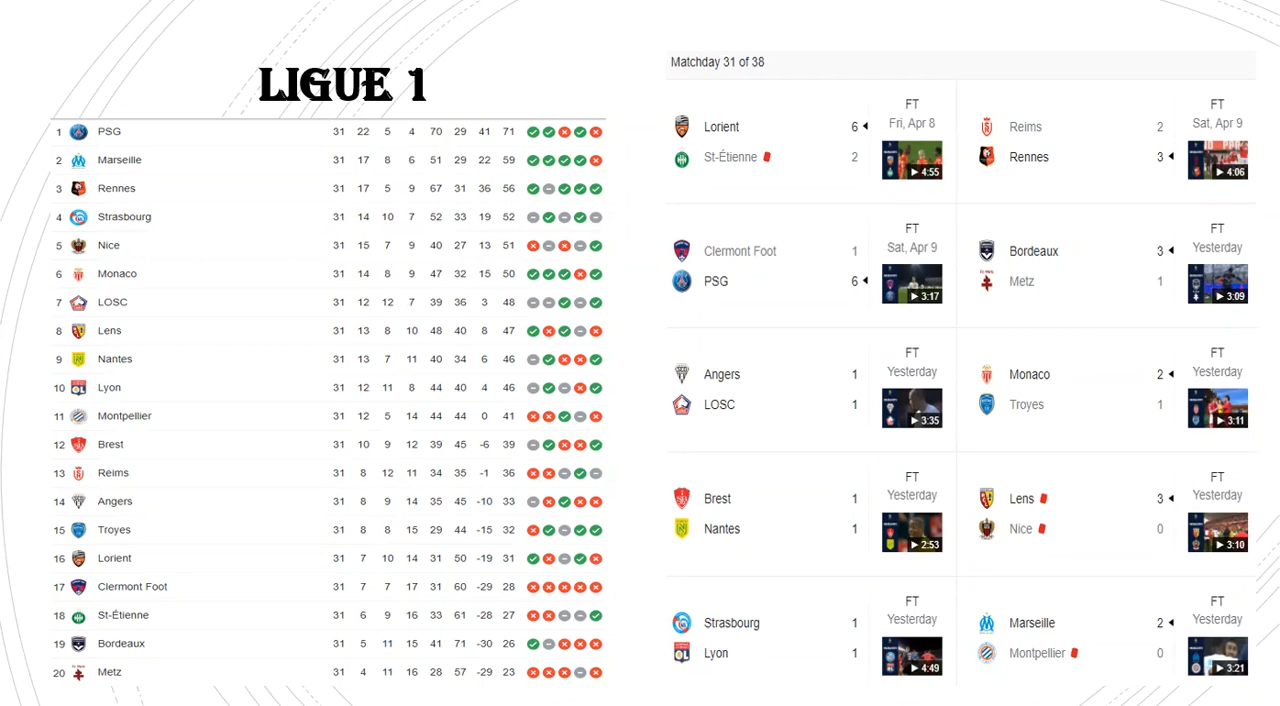 LIGUE 1
1 PSG 31 22 5 4 70 29 41 71
2 Marseille 31 17 8 6 51 29 22 59
3 Rennes 31 17 5 9 67 31 36 56
4 Strasbourg 31 14 10 7 52 33 19 52
5 Nice 31 15 7 9 40 27 13 51
6 Monaco 31 14 8 9 47 32 15 50
7 LOSC 31 12 12 7 39 36 3 48
8 Lens 31 13 8 10 48 40 8 47
9 Nantes 31 13 7 11 40 34 6 46
10 Lyon 31 12 11 8 44 40 4 46
11 Montpellier 31 12 5 14 44 44 0 41
12 Brest 31 10 9 12 39 45 -6 39
13 Reims 31 8 12 11 34 35 -1 36
14 Angers 31 8 9 14 35 45 -10 33
15 Troyes 31 8 8 15 29 44 -15 32
16 Lorient 31 7 10 14 31 50 -19 31
17 Clermont Foot 31 7 7 17 31 60 -29 28
18 St-Étienne 31 6 9 16 33 61 -28 27
19 Bordeaux 31 5 11 15 41 71 -30 26
20 Metz 31 4 11 16 28 57 -29 23
Matchday 31 of 38
FT
Lorient 6 Fri, Apr 8
St-Étienne 2
4:55
FT
Reims 2 Sat, Apr 9
Rennes 3
4:06
FT
Clermont Foot 1 Sat, Apr 9
PSG 6
3:17
FT
Bordeaux 3 Yesterday
Metz 1
3:09
FT
Angers 1 Yesterday
LOSC 1
3:35
FT
Monaco 2 Yesterday
Troyes 1
3:11
FT
Brest 1 Yesterday
Nantes 1
2:53
FT
Lens 3 Yesterday
Nice 0
3:10
FT
Strasbourg 1 Yesterday
Lyon 1
4:49
FT
Marseille 2 Yesterday
Montpellier 0
3:21